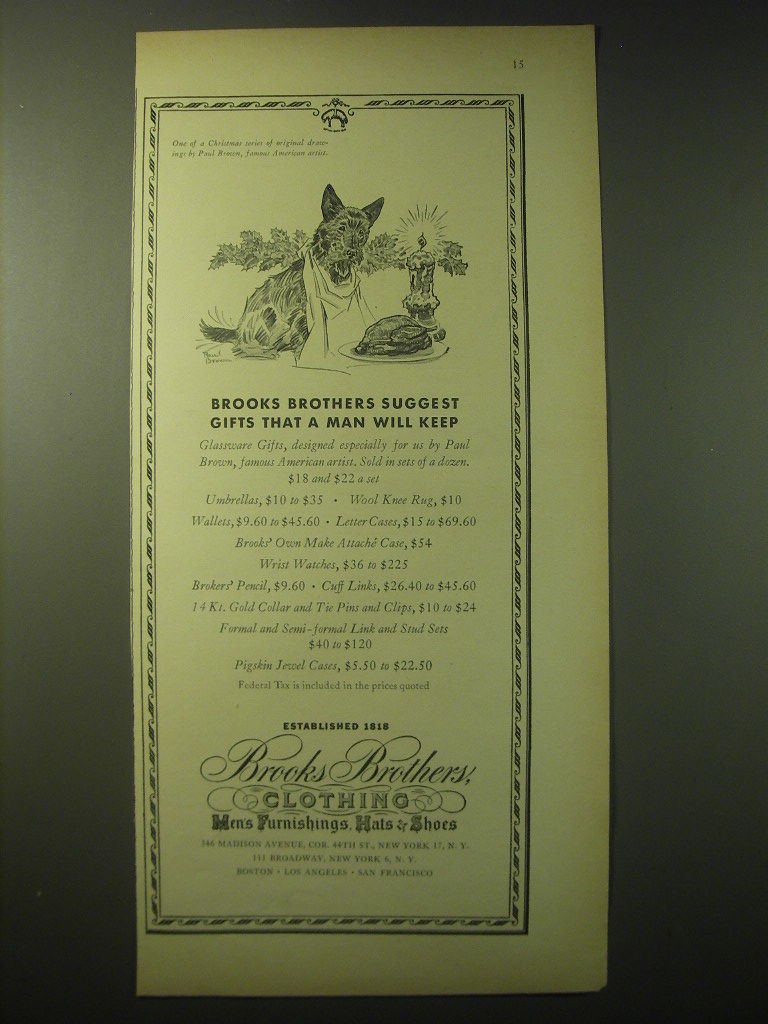 15
One of a Christmas series of original draw-
ings by Paul Brown, famous American artist.
Paul
Brown
BROOKS BROTHERS SUGGEST
GIFTS THAT A MAN WILL KEEP
Glassware Gifts, designed especially for us by Paul
Brown, famous American artist. Sold in sets of a dozen.
$18 and $22 a set
Umbrellas, $10 to $35 · Wool Knee Rug, $10
Wallets, $9.60 to $45.60 · Letter Cases, $15 to $69.60
Brooks' Own Make Attaché Case, $54
Wrist Watches, $36 to $225
Brokers' Pencil, $9.60 · Cuff Links, $26.40 to $45.60
14 Kt. Gold Collar and Tie Pins and Clips, $10 to $24
Formal and Semi-formal Link and Stud Sets
$40 to $120
Pigskin Jewel Cases, $5.50 to $22.50
Federal Tax is included in the prices quoted
ESTABLISHED 1818
Brooks Brothers,
CLOTHING
Men's Furnishings, Hats & Shoes
346 MADISON AVENUE, COR. 44TH ST., NEW YORK 17, N. Y.
111 BROADWAY, NEW YORK 6, N. Y.
BOSTON · LOS ANGELES · SAN FRANCISCO